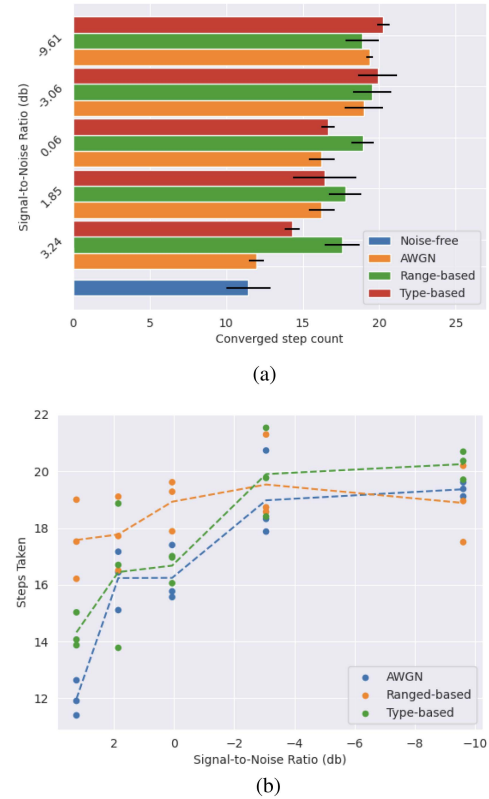 Signal-to-Noise Ratio (db)
-9.61
-3.06
0.06
1.85
3.24
Noise-free
AWGN
Range-based
Type-based
0 5 10 15 20 25
Converged step count
(a)
22
20
18
16
14
12
Steps Taken
AWGN
Ranged-based
Type-based
2 0 −2 −4 −6 −8 −10
Signal-to-Noise Ratio (db)
(b)